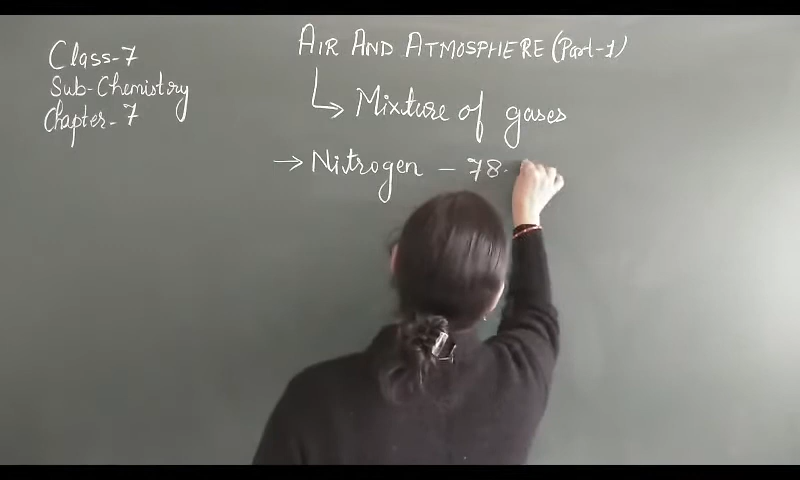 Class-7
Sub-Chemistry
Chapter-7
AIR AND ATMOSPHERE (Part-1)
↳ Mixture of gases
→ Nitrogen - 78.